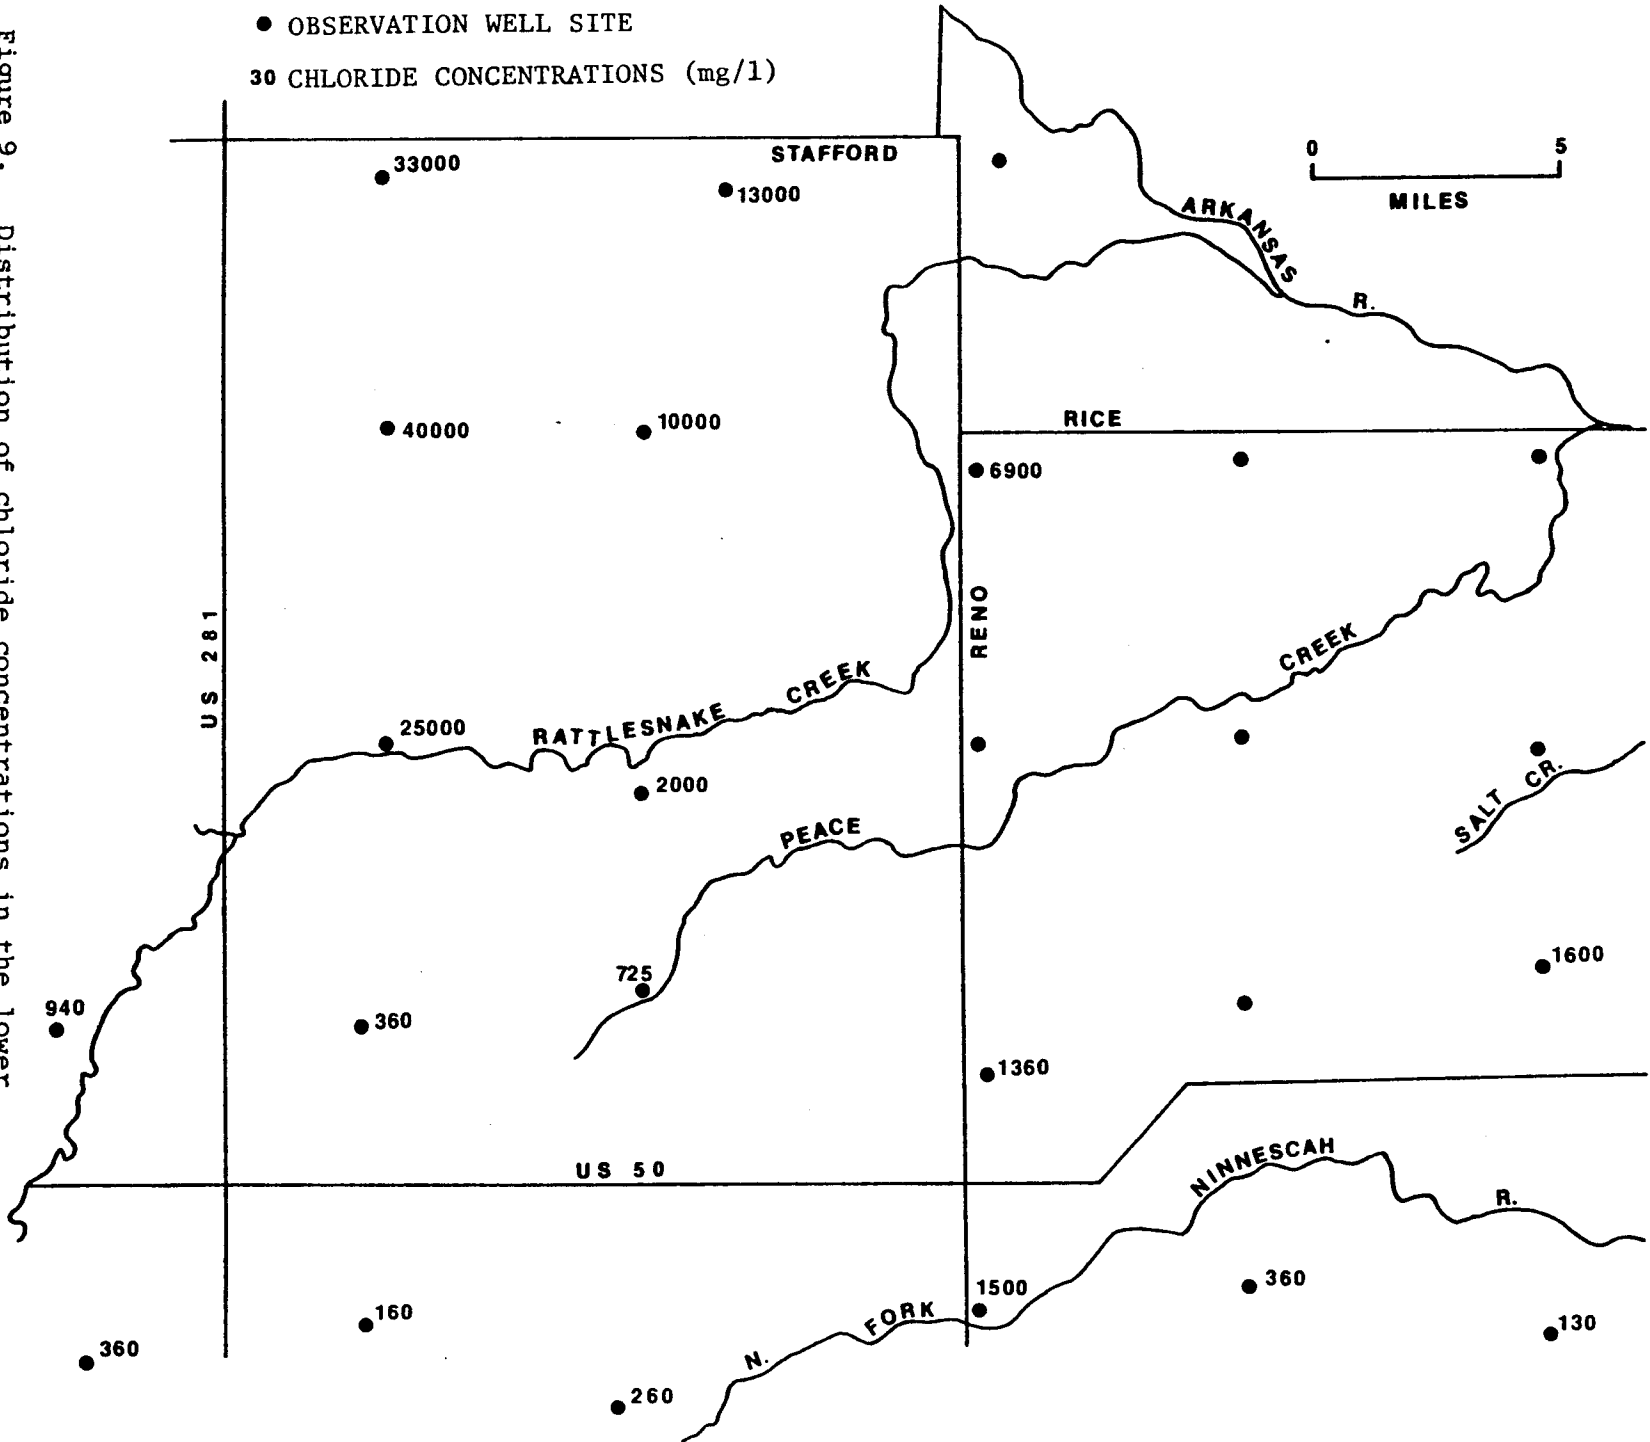 ● OBSERVATION WELL SITE
30 CHLORIDE CONCENTRATIONS (mg/l)
Figure 9. Distribution of chloride concentrations in the lower
STAFFORD
33000
13000
0 5
MILES
ARKANSAS R.
40000
10000
RICE
6900
US 281
RENO
25000
RATTLESNAKE CREEK
2000
PEACE CREEK
SALT CR.
725
1600
940
360
1360
US 50
N. FORK NINNESCAH R.
1500
360
160
130
360
260